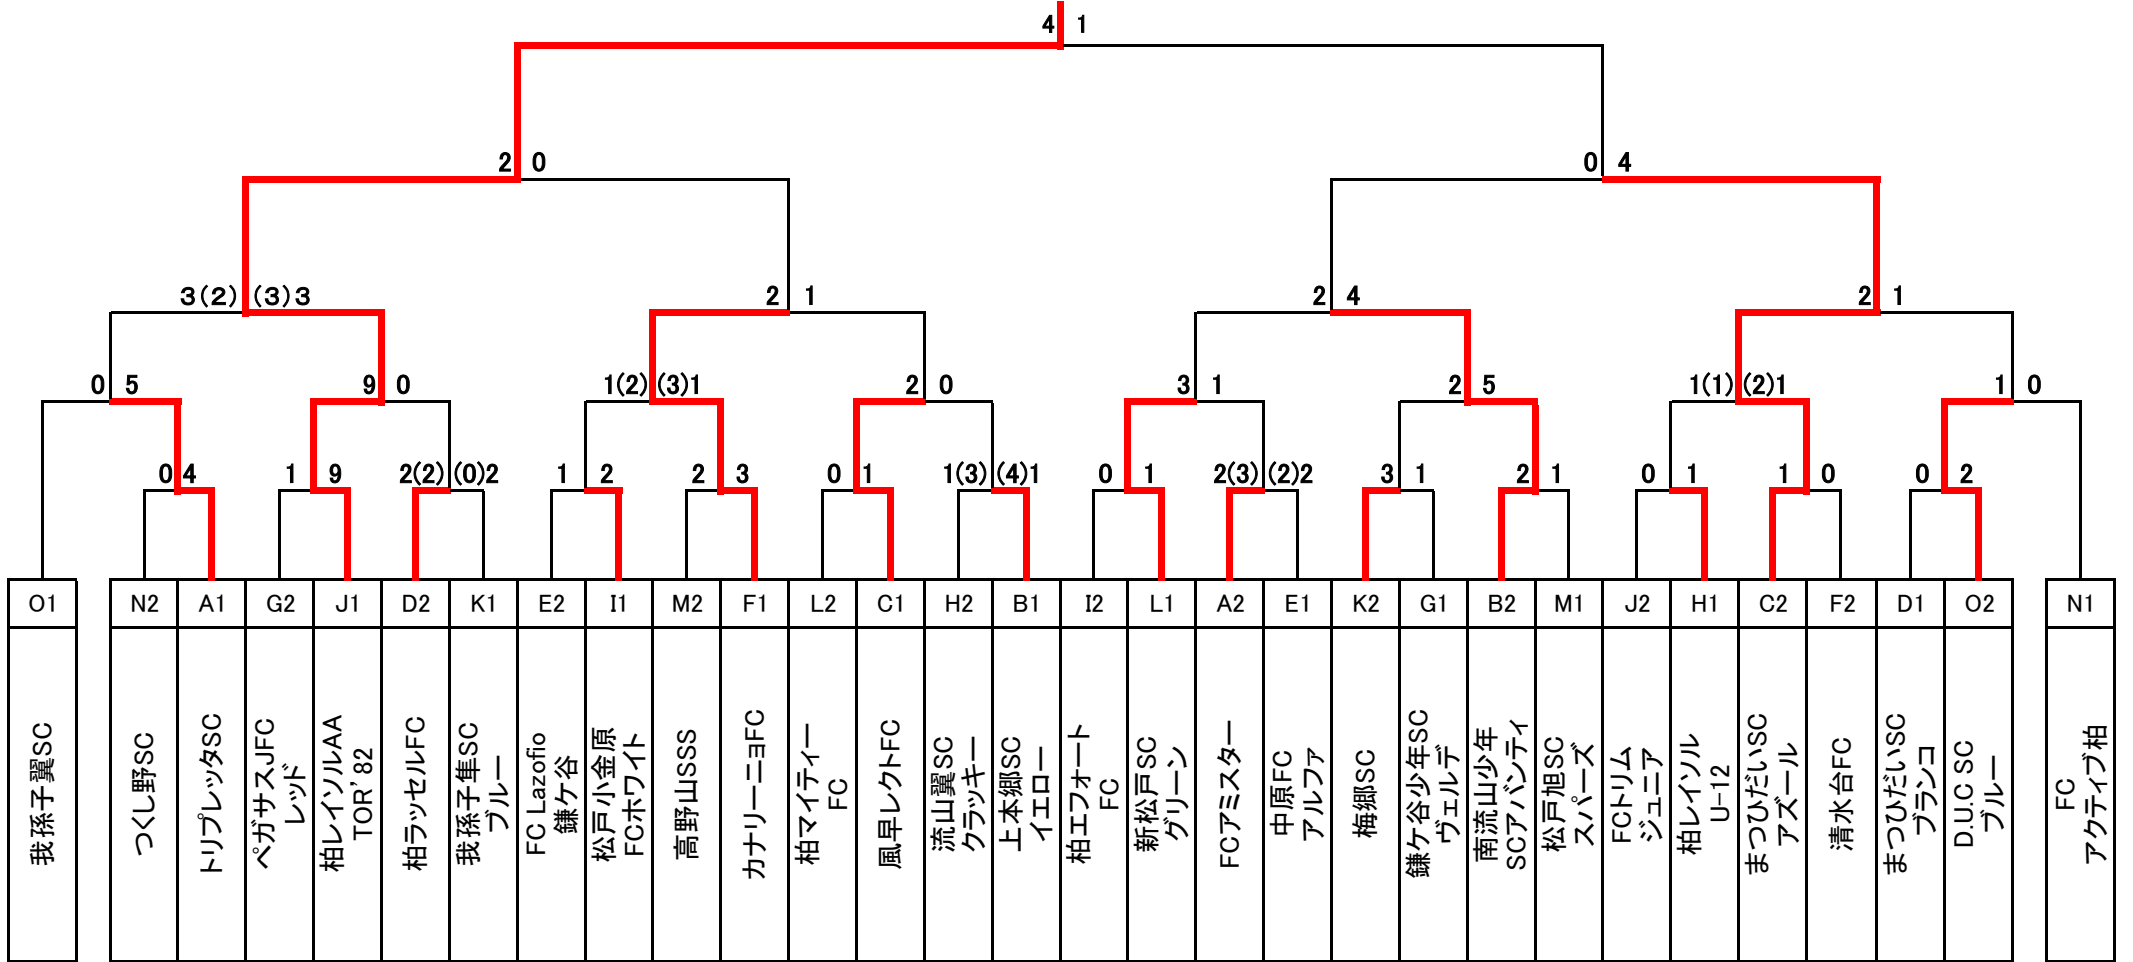 4 1
2 0
0 4
3(2) (3)3
2 1
2 4
2 1
0 5
9 0
1(2) (3)1
2 0
3 1
2 5
1(1) (2)1
1 0
0 4
1 9
2(2) (0)2
1 2
2 3
0 1
1(3) (4)1
0 1
2(3) (2)2
3 1
2 1
0 1
1 0
0 2
O1
N2
A1
G2
J1
D2
K1
E2
I1
M2
F1
L2
C1
H2
B1
I2
L1
A2
E1
K2
G1
B2
M1
J2
H1
C2
F2
D1
O2
N1
我孫子翼SC
つくし野SC
トリプレッタSC
ペガサスJFC
レッド
柏レイソルAA
TOR’82
柏ラッセルFC
我孫子隼SC
ブルー
FC Lazofio
鎌ケ谷
松戸小金原
FCホワイト
高野山SSS
カナリーニョFC
柏マイティー
FC
風早レクトFC
流山翼SC
クラッキー
上本郷SC
イエロー
柏エフォート
FC
新松戸SC
グリーン
FCアミスター
中原FC
アルファ
梅郷SC
鎌ケ谷少年SC
ヴェルデ
南流山少年
SCアバンティ
松戸旭SC
スパーズ
FCトリム
ジュニア
柏レイソル
U-12
まつひだいSC
アズール
清水台FC
まつひだいSC
ブランコ
D.U.C SC
ブルー
FC
アクティブ柏